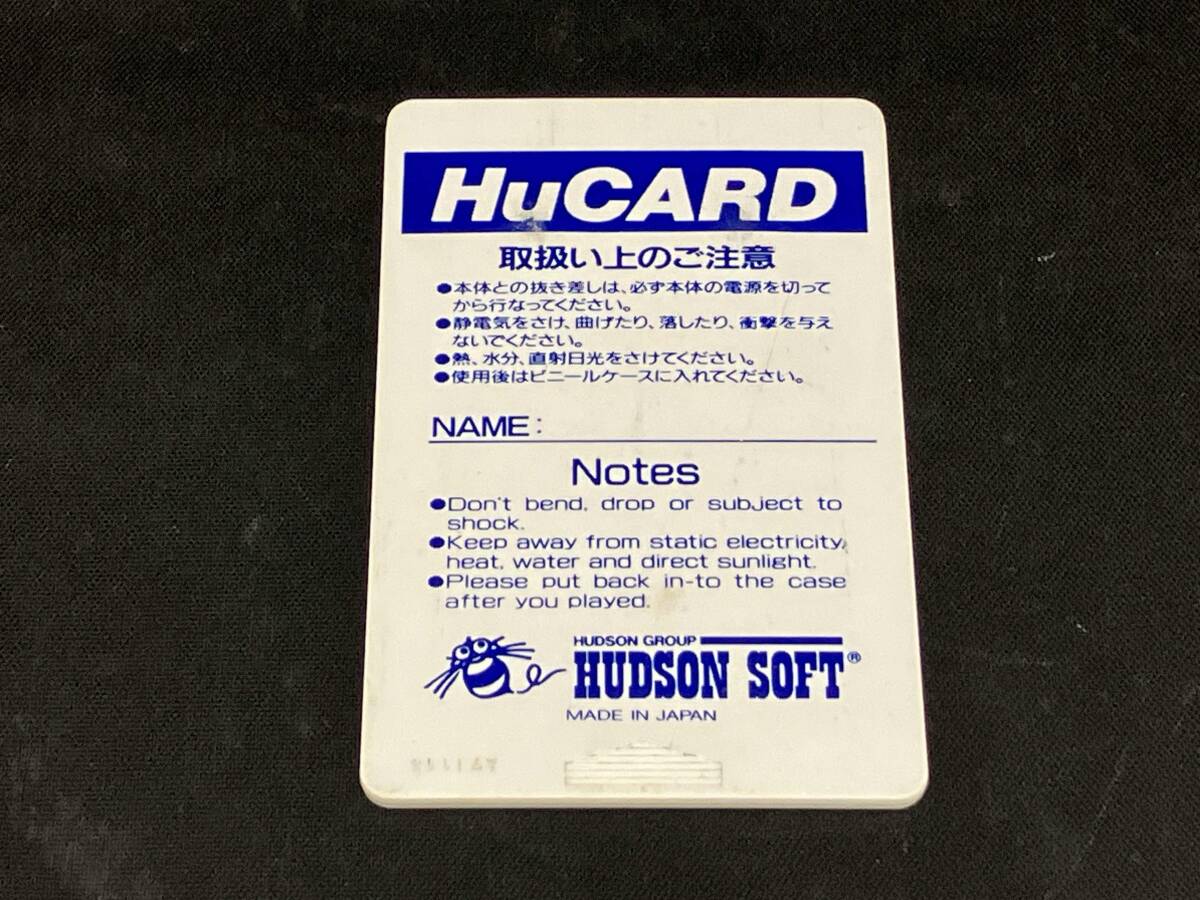 HuCARD
取扱い上のご注意
●本体との抜き差しは、必ず本体の電源を切って
から行なってください。
●静電気をさけ、曲げたり、落したり、衝撃を与え
ないでください。
●熱、水分、直射日光をさけてください。
●使用後はビニールケースに入れてください。
NAME:
Notes
●Don't bend, drop or subject to
shock.
●Keep away from static electricity,
heat, water and direct sunlight.
●Please put back in-to the case
after you played.
HUDSON GROUP
HUDSON SOFT®
MADE IN JAPAN